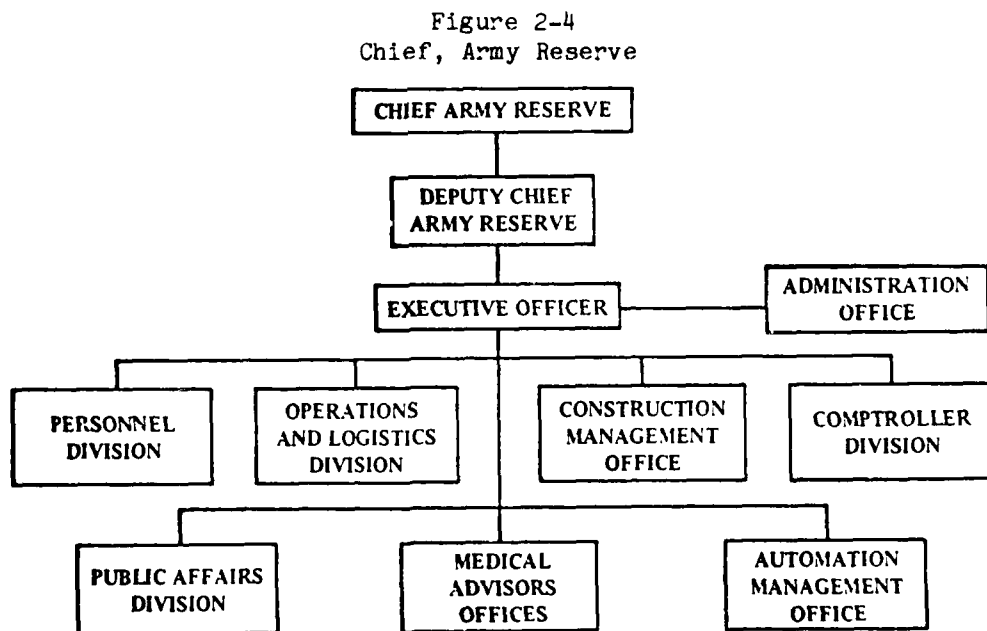 Figure 2-4
Chief, Army Reserve
CHIEF ARMY RESERVE
DEPUTY CHIEF
ARMY RESERVE
EXECUTIVE OFFICER
ADMINISTRATION
OFFICE
PERSONNEL
DIVISION
OPERATIONS
AND LOGISTICS
DIVISION
CONSTRUCTION
MANAGEMENT
OFFICE
COMPTROLLER
DIVISION
PUBLIC AFFAIRS
DIVISION
MEDICAL
ADVISORS
OFFICES
AUTOMATION
MANAGEMENT
OFFICE